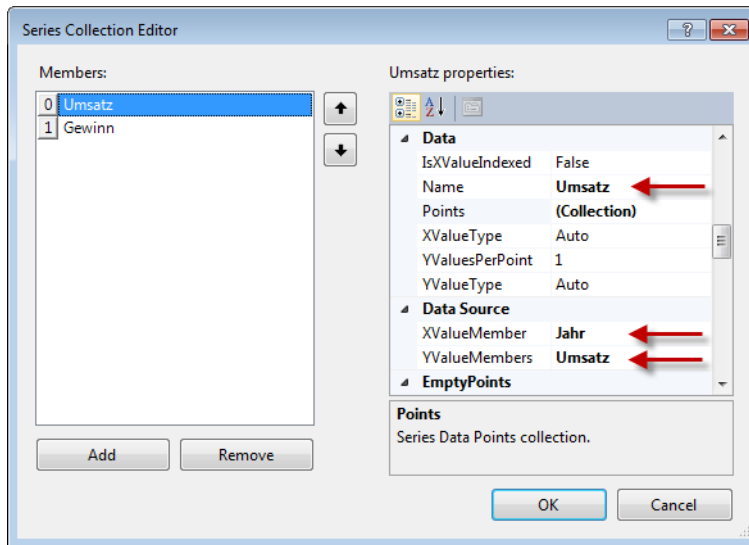 Series Collection Editor
Members:
0 Umsatz
1 Gewinn
Add
Remove
Umsatz properties:
Data
IsXValueIndexed False
Name Umsatz
Points (Collection)
XValueType Auto
YValuesPerPoint 1
YValueType Auto
Data Source
XValueMember Jahr
YValueMembers Umsatz
EmptyPoints
Points
Series Data Points collection.
OK
Cancel